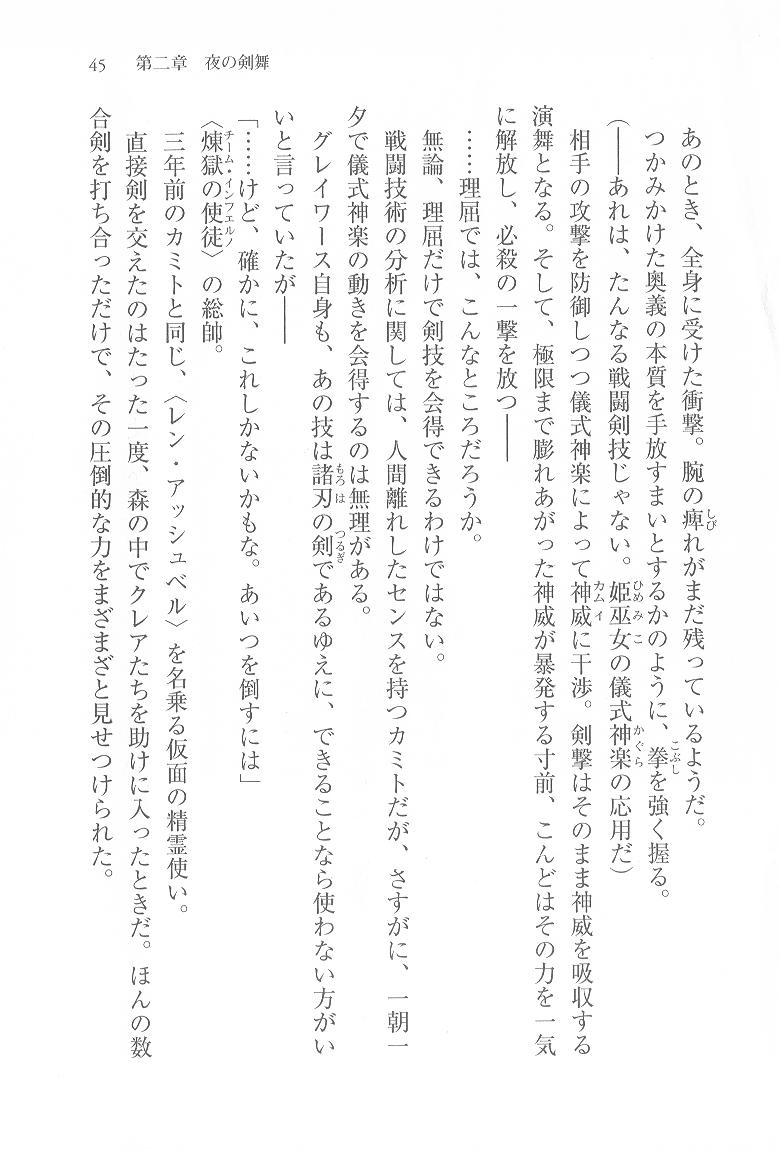 45　第二章　夜の剣舞
あのとき、全身に受けた衝撃。腕の痺れがまだ残っているようだ。
つかみかけた奥義の本質を手放すまいとするかのように、拳を強く握る。
(――あれは、たんなる戦闘剣技じゃない。姫巫女の儀式神楽の応用だ)
相手の攻撃を防御しつつ儀式神楽によって神威に干渉。剣撃はそのまま神威を吸収する
演舞となる。そして、極限まで膨れあがった神威が暴発する寸前、こんどはその力を一気
に解放し、必殺の一撃を放つ――
……理屈では、こんなところだろうか。
無論、理屈だけで剣技を会得できるわけではない。
戦闘技術の分析に関しては、人間離れしたセンスを持つカミトだが、さすがに、一朝一
夕で儀式神楽の動きを会得するのは無理がある。
グレイワース自身も、あの技は諸刃の剣であるゆえに、できることなら使わない方がい
いと言っていたが――
「……けど、確かに、これしかないかもな。あいつを倒すには」
〈煉獄の使徒〉の総師。
三年前のカミトと同じ、〈レン・アッシュベル〉を名乗る仮面の精霊使い。
直接剣を交えたのはたった一度、森の中でクレアたちを助けに入ったときだ。ほんの数
合剣を打ち合っただけで、その圧倒的な力をまざまざと見せつけられた。